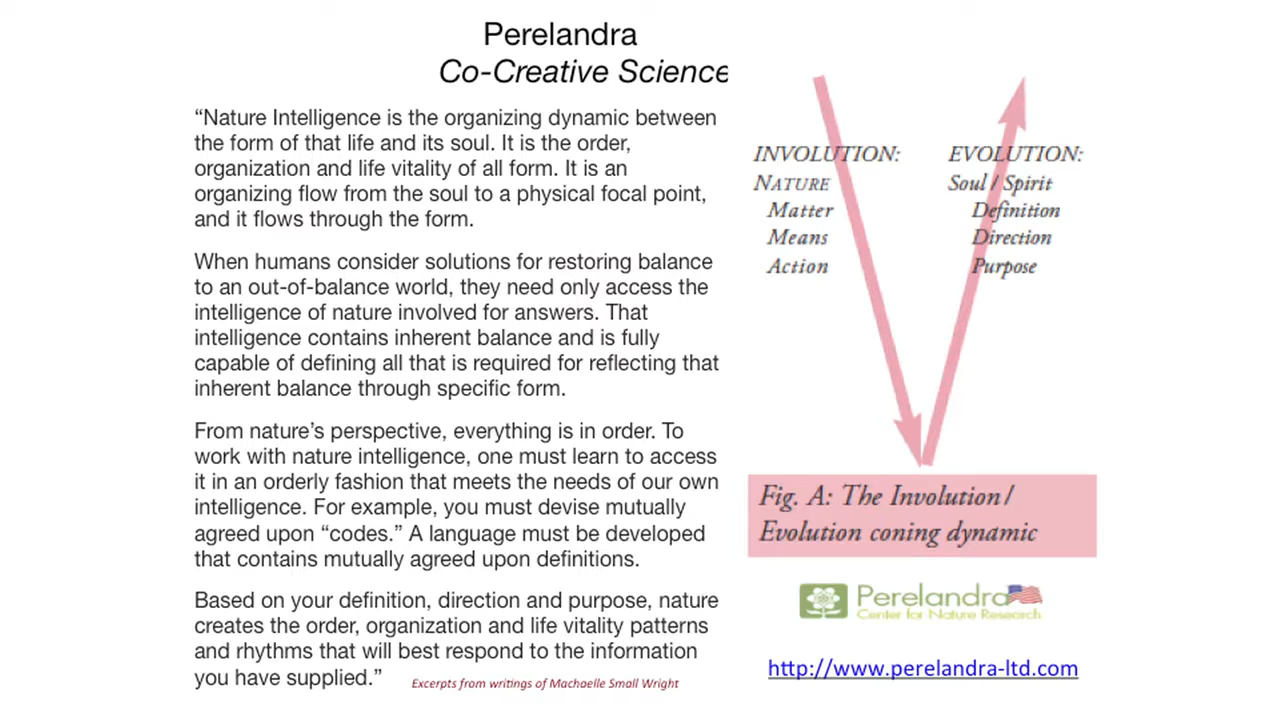 Perelandra
Co-Creative Science
“Nature Intelligence is the organizing dynamic between
the form of that life and its soul. It is the order,
organization and life vitality of all form. It is an
organizing flow from the soul to a physical focal point,
and it flows through the form.
When humans consider solutions for restoring balance
to an out-of-balance world, they need only access the
intelligence of nature involved for answers. That
intelligence contains inherent balance and is fully
capable of defining all that is required for reflecting that
inherent balance through specific form.
From nature’s perspective, everything is in order. To
work with nature intelligence, one must learn to access
it in an orderly fashion that meets the needs of our own
intelligence. For example, you must devise mutually
agreed upon “codes.” A language must be developed
that contains mutually agreed upon definitions.
Based on your definition, direction and purpose, nature
creates the order, organization and life vitality patterns
and rhythms that will best respond to the information
you have supplied.”
Excerpts from writings of Machaelle Small Wright
INVOLUTION:
NATURE
Matter
Means
Action
EVOLUTION:
Soul / Spirit
Definition
Direction
Purpose
Fig. A: The Involution/
Evolution coning dynamic
Perelandra
Center for Nature Research
http://www.perelandra-ltd.com